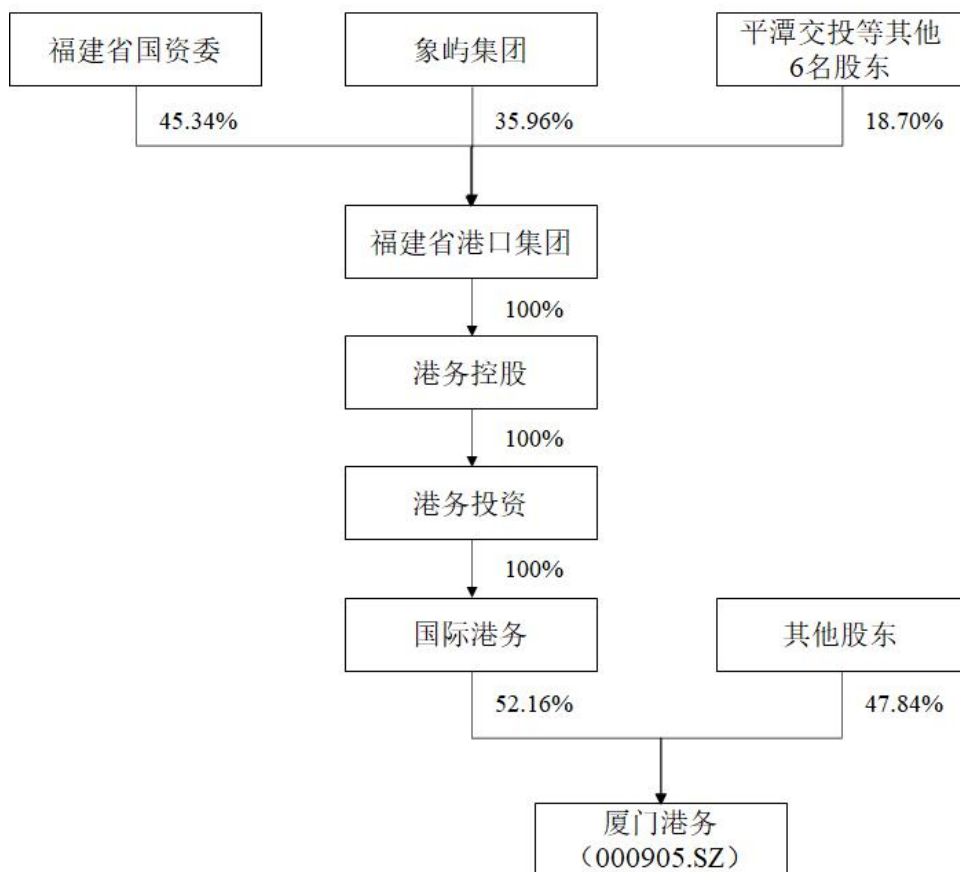 福建省国资委
象屿集团
平潭交投等其他
6名股东
45.34%
35.96%
18.70%
福建省港口集团
100%
港务控股
100%
港务投资
100%
国际港务
其他股东
52.16%
47.84%
厦门港务
（000905.SZ）